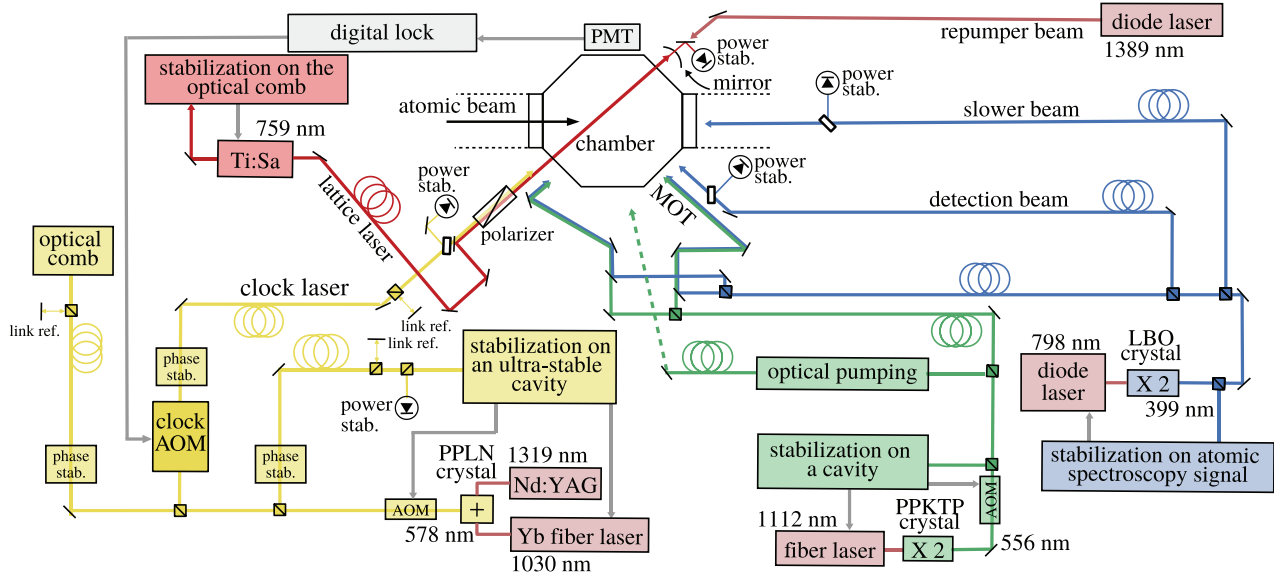 digital lock
PMT
diode laser
repumper beam
1389 nm
power
stab.
mirror
stabilization on the
optical comb
power
stab.
slower beam
atomic beam
chamber
759 nm
Ti:Sa
lattice laser
power
stab.
power
stab.
polarizer
MOT
detection beam
optical
comb
link ref.
clock laser
link ref.
link ref.
phase
stab.
stabilization on
an ultra-stable
cavity
power
stab.
clock
AOM
optical pumping
798 nm
diode
laser
LBO
crystal
X 2
399 nm
phase
stab.
phase
stab.
PPLN
crystal
1319 nm
Nd:YAG
AOM
+
578 nm
Yb fiber laser
1030 nm
stabilization on
a cavity
AOM
stabilization on atomic
spectroscopy signal
1112 nm
PPKTP
crystal
fiber laser
X 2
556 nm